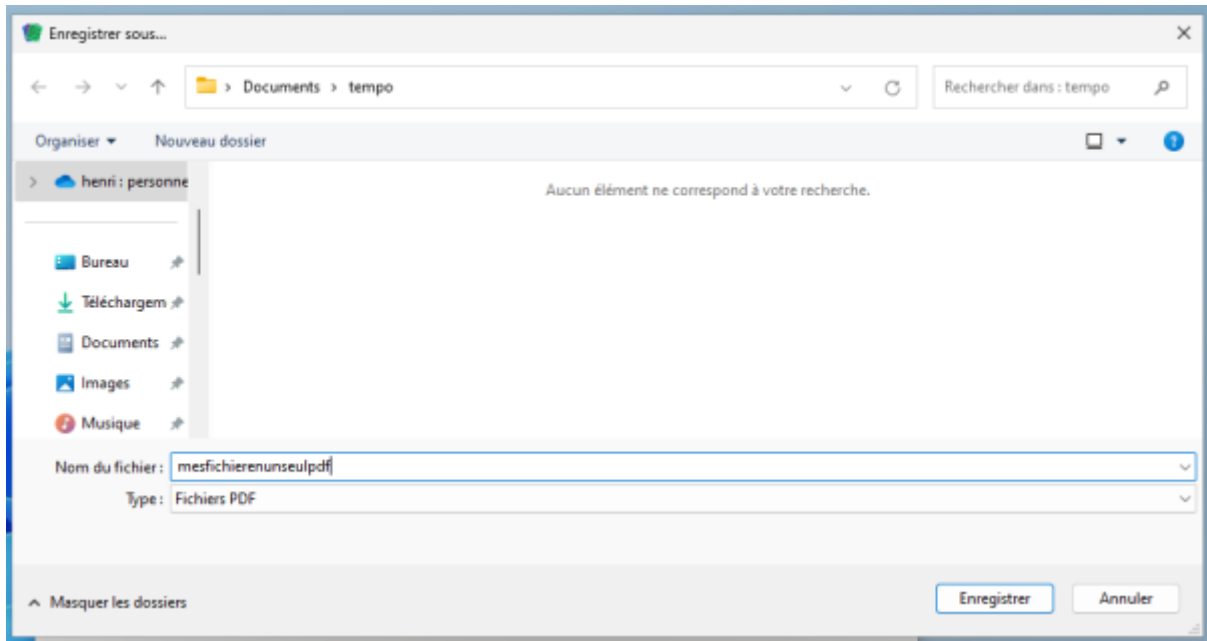 Enregistrer sous...
Documents > tempo
Rechercher dans : tempo
Organiser
Nouveau dossier
henri : personne
Aucun élément ne correspond à votre recherche.
Bureau
Téléchargem
Documents
Images
Musique
Nom du fichier : mesfichierenunseulpdf
Type : Fichiers PDF
Masquer les dossiers
Enregistrer
Annuler